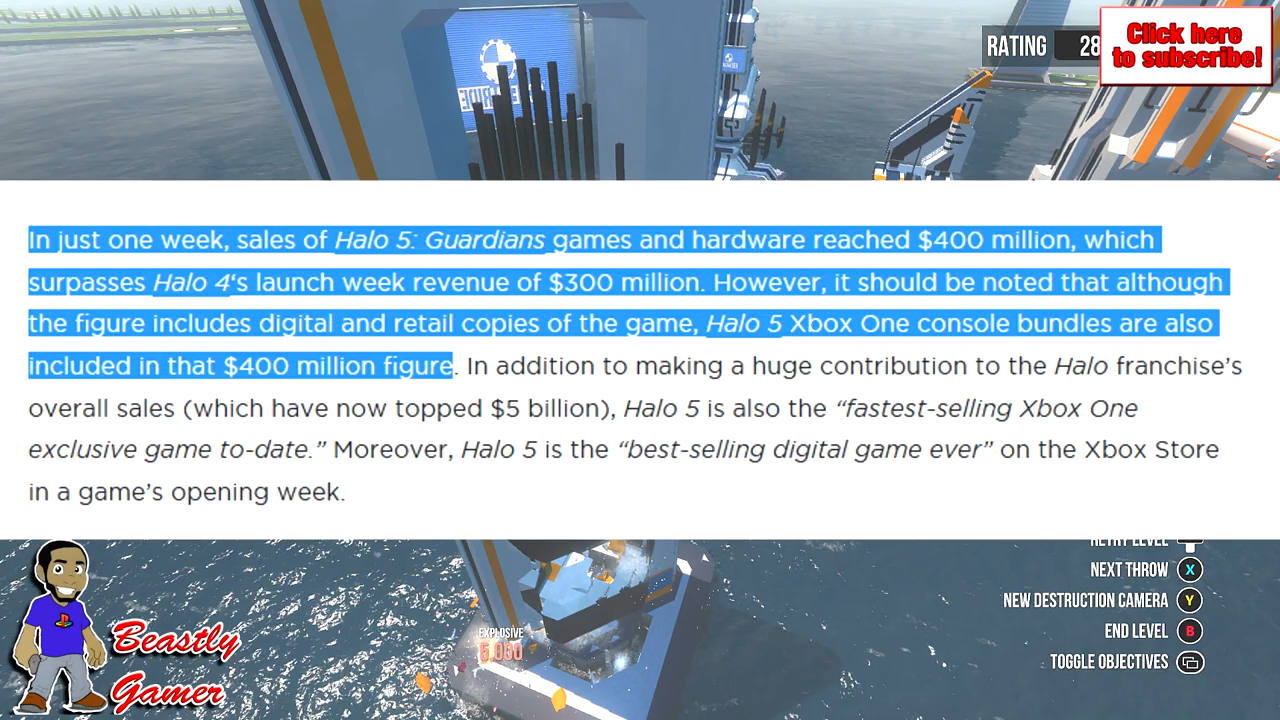 RATING 28
Click here
to subscribe!
In just one week, sales of Halo 5: Guardians games and hardware reached $400 million, which
surpasses Halo 4‘s launch week revenue of $300 million. However, it should be noted that although
the figure includes digital and retail copies of the game, Halo 5 Xbox One console bundles are also
included in that $400 million figure. In addition to making a huge contribution to the Halo franchise’s
overall sales (which have now topped $5 billion), Halo 5 is also the “fastest-selling Xbox One
exclusive game to-date.” Moreover, Halo 5 is the “best-selling digital game ever” on the Xbox Store
in a game’s opening week.
RETRY LEVEL
NEXT THROW X
NEW DESTRUCTION CAMERA Y
END LEVEL B
TOGGLE OBJECTIVES
EXPLOSIVE
5,000
Beastly
Gamer